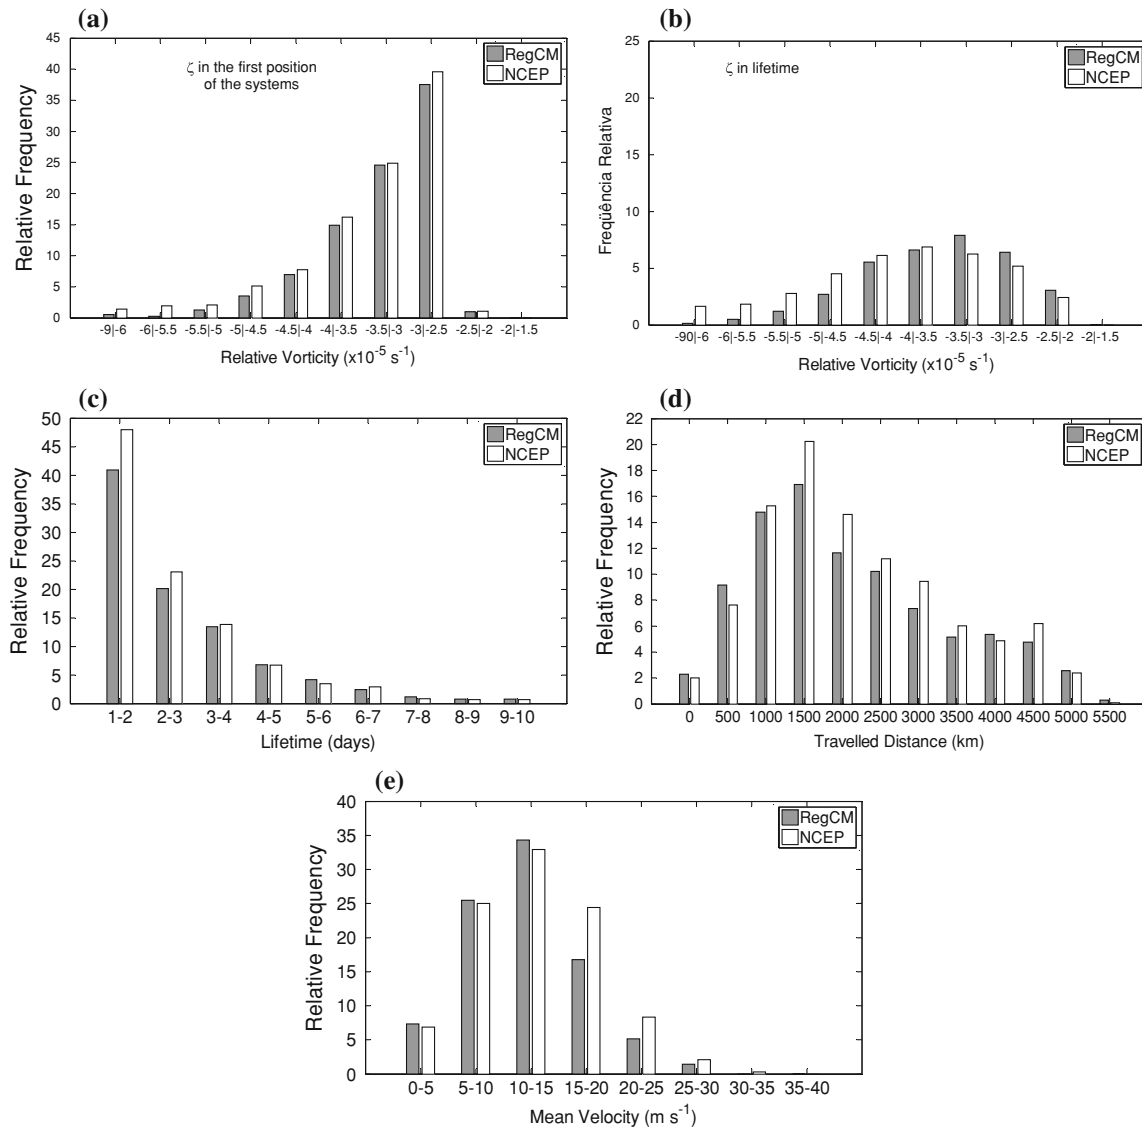 (a)
45
40
35
30
25
20
15
10
5
0
Relative Frequency
ζ in the first position
of the systems
RegCM
NCEP
-9|-6
-6|-5.5
-5.5|-5
-5|-4.5
-4.5|-4
-4|-3.5
-3.5|-3
-3|-2.5
-2.5|-2
-2|-1.5
Relative Vorticity (x10⁻⁵ s⁻¹)
(b)
25
20
15
10
5
0
Freqüência Relativa
ζ in lifetime
RegCM
NCEP
-90|-6
-6|-5.5
-5.5|-5
-5|-4.5
-4.5|-4
-4|-3.5
-3.5|-3
-3|-2.5
-2.5|-2
-2|-1.5
Relative Vorticity (x10⁻⁵ s⁻¹)
(c)
50
45
40
35
30
25
20
15
10
5
0
Relative Frequency
RegCM
NCEP
1-2 2-3 3-4 4-5 5-6 6-7 7-8 8-9 9-10
Lifetime (days)
(d)
22
20
18
16
14
12
10
8
6
4
2
0
Relative Frequency
RegCM
NCEP
0 500 1000 1500 2000 2500 3000 3500 4000 4500 5000 5500
Travelled Distance (km)
(e)
40
35
30
25
20
15
10
5
0
Relative Frequency
RegCM
NCEP
0-5 5-10 10-15 15-20 20-25 25-30 30-35 35-40
Mean Velocity (m s⁻¹)